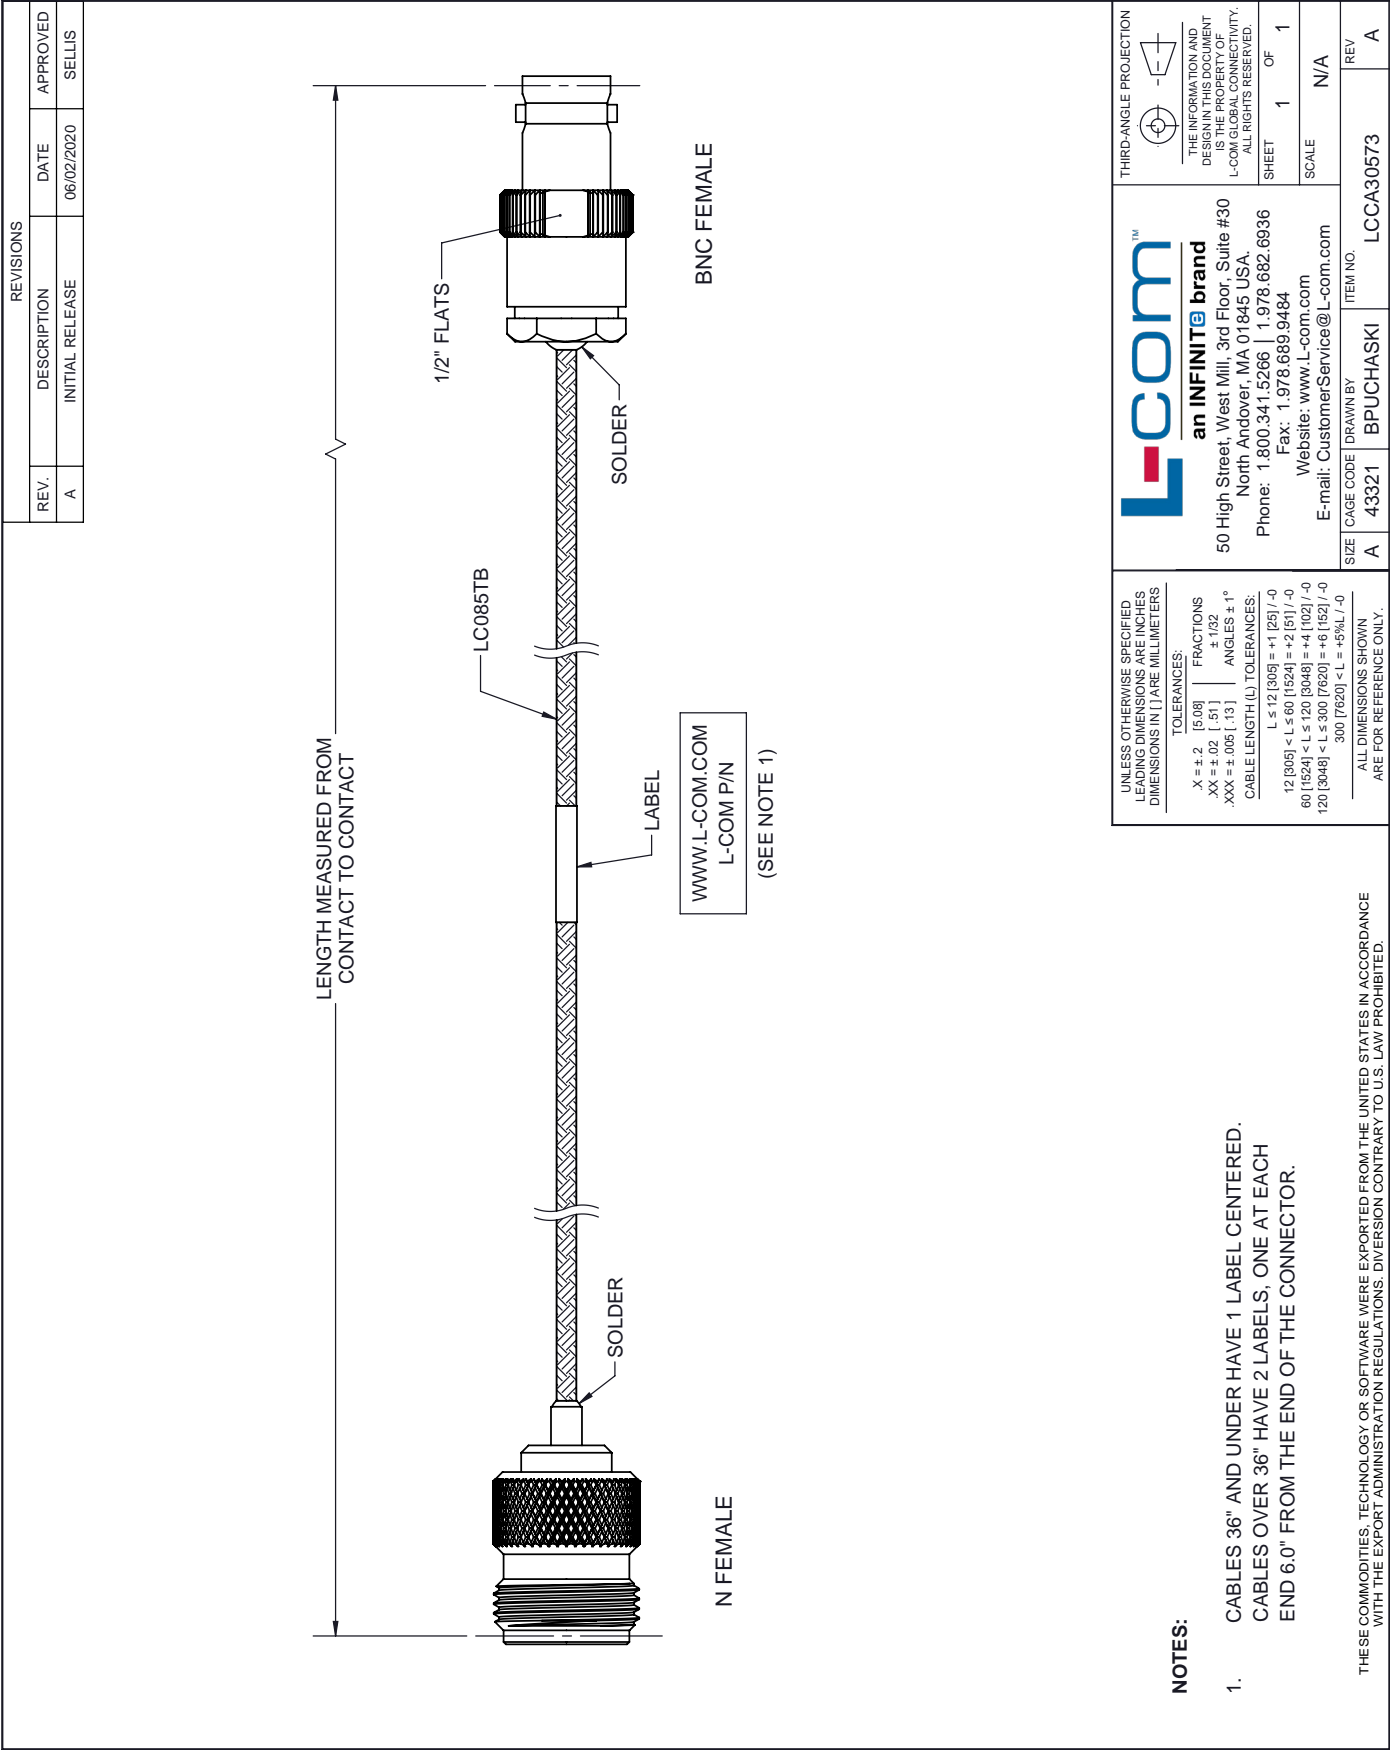 REVISIONS
REV. DESCRIPTION DATE APPROVED
A INITIAL RELEASE 06/02/2020 SELLIS
LENGTH MEASURED FROM
CONTACT TO CONTACT
1/2" FLATS
LC085TB
SOLDER
SOLDER
LABEL
WWW.L-COM.COM
L-COM P/N
(SEE NOTE 1)
N FEMALE
BNC FEMALE
NOTES:
1. CABLES 36" AND UNDER HAVE 1 LABEL CENTERED.
CABLES OVER 36" HAVE 2 LABELS, ONE AT EACH
END 6.0" FROM THE END OF THE CONNECTOR.
THESE COMMODITIES, TECHNOLOGY OR SOFTWARE WERE EXPORTED FROM THE UNITED STATES IN ACCORDANCE
WITH THE EXPORT ADMINISTRATION REGULATIONS. DIVERSION CONTRARY TO U.S. LAW PROHIBITED.
UNLESS OTHERWISE SPECIFIED
LEADING DIMENSIONS ARE INCHES
DIMENSIONS IN [ ] ARE MILLIMETERS
TOLERANCES:
.X = ±.2 [5.08] FRACTIONS
.XX = ±.02 [ .51 ] ± 1/32
.XXX = ±.005 [ .13 ] ANGLES ± 1°
CABLE LENGTH (L) TOLERANCES:
L ≤ 12 [305] = +1 [25] / -0
12 [305] < L ≤ 60 [1524] = +2 [51] / -0
60 [1524] < L ≤ 120 [3048] = +4 [102] / -0
120 [3048] < L ≤ 300 [7620] = +6 [152] / -0
300 [7620] < L = +5%L / -0
ALL DIMENSIONS SHOWN
ARE FOR REFERENCE ONLY.
L-com™
an INFINITe brand
50 High Street, West Mill, 3rd Floor, Suite #30
North Andover, MA 01845 USA.
Phone: 1.800.341.5266 | 1.978.682.6936
Fax: 1.978.689.9484
Website: www.L-com.com
E-mail: CustomerService@L-com.com
THIRD-ANGLE PROJECTION
THE INFORMATION AND
DESIGN IN THIS DOCUMENT
IS THE PROPERTY OF
L-COM GLOBAL CONNECTIVITY.
ALL RIGHTS RESERVED.
SHEET 1 OF 1
SCALE N/A
SIZE CAGE CODE DRAWN BY ITEM NO. REV
A 43321 BPUCHASKI LCCA30573 A